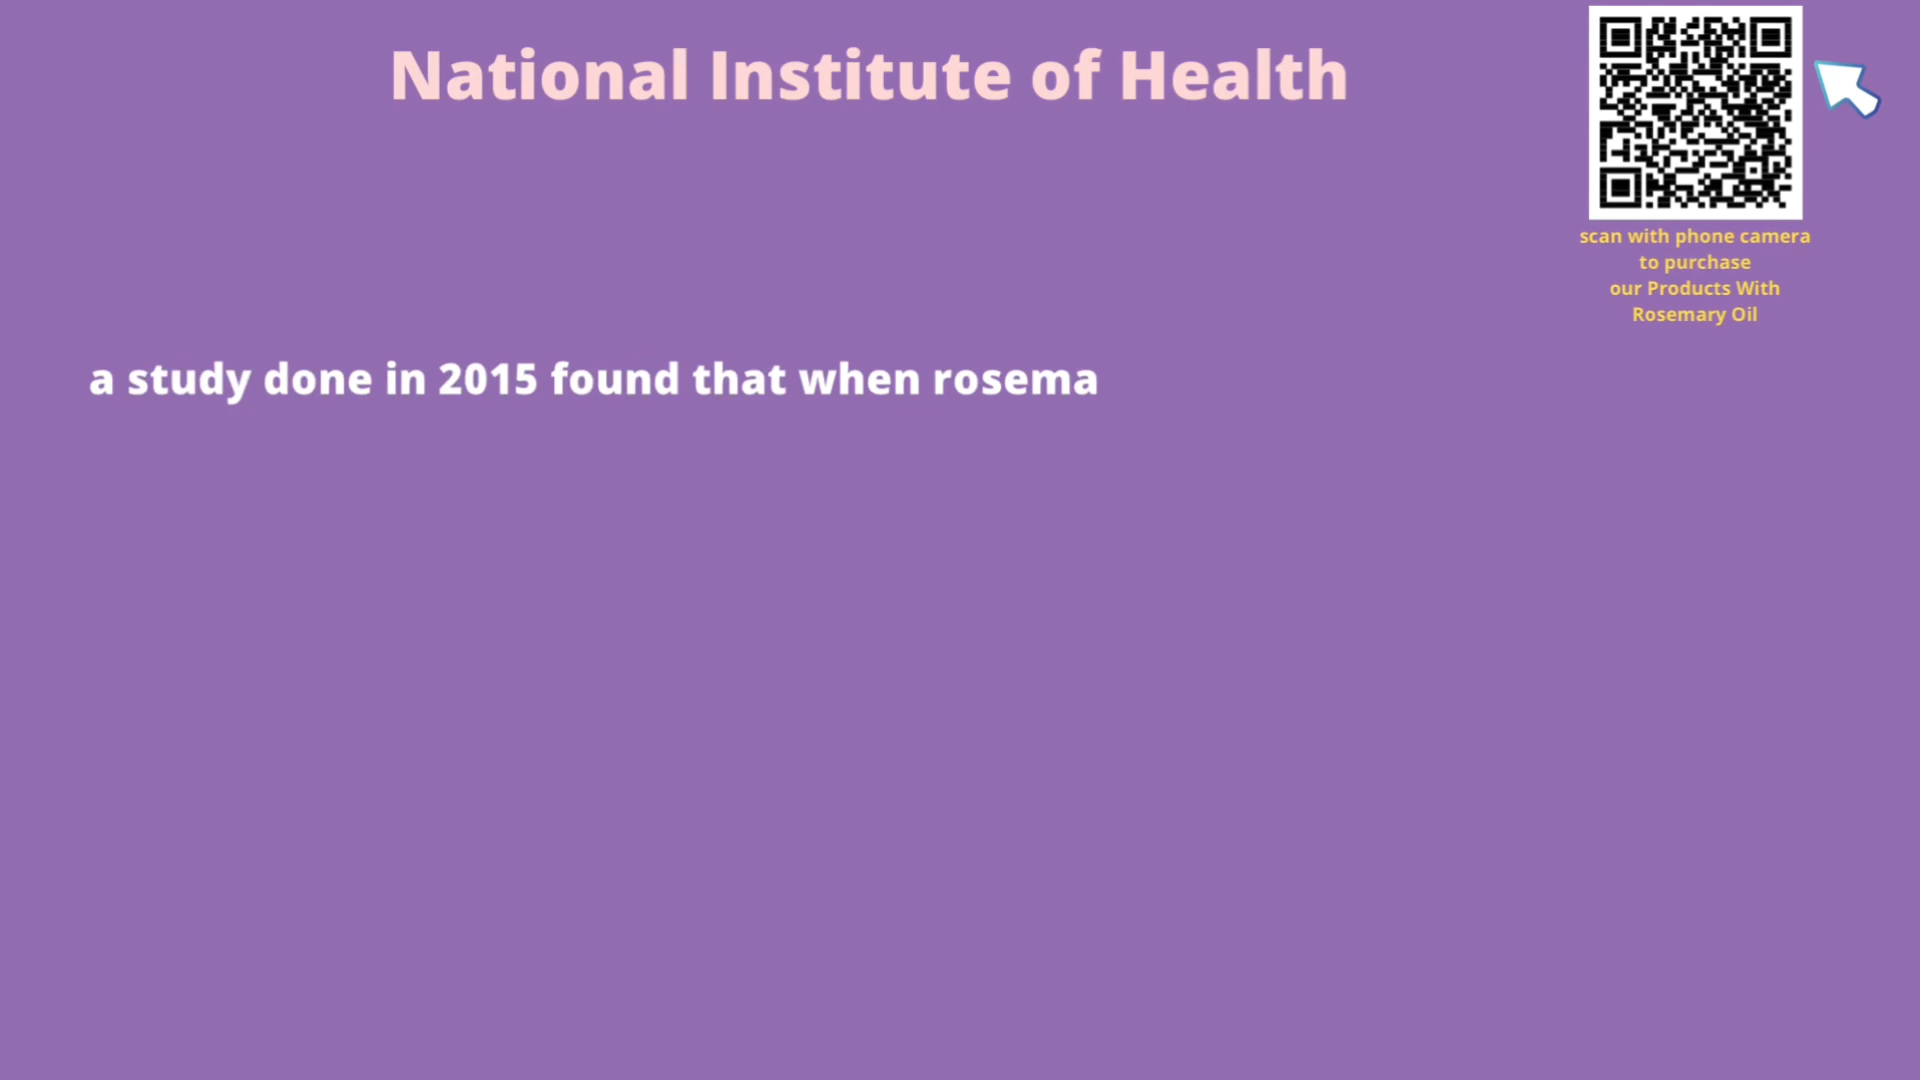 National Institute of Health
scan with phone camera
to purchase
our Products With
Rosemary Oil
a study done in 2015 found that when rosema